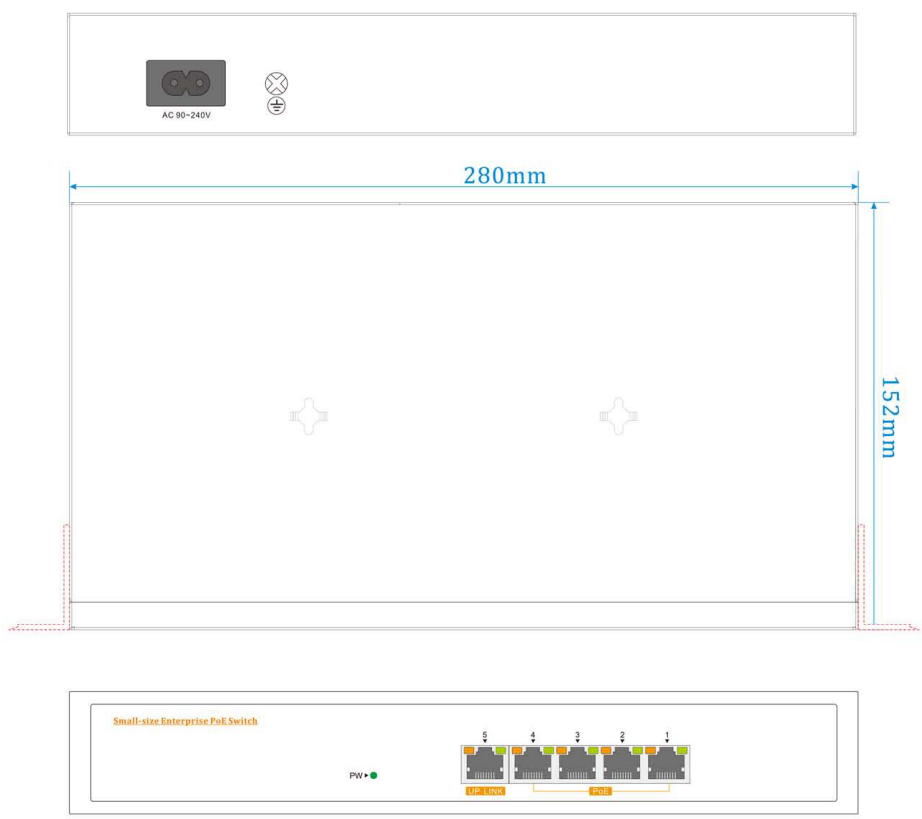 AC 90~240V
280mm
152mm
Small-size Enterprise PoE Switch
5 4 3 2 1
PW
UP LINK PoE